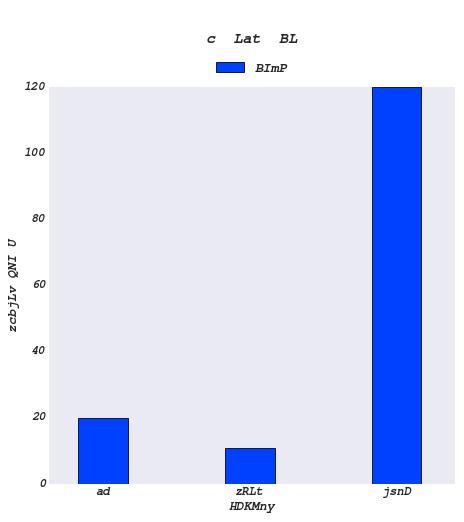 c  Lat  BL
BImP
120
100
80
60
40
20
0
zcbjLv QNI U
ad
zRLt
jsnD
HDKMny